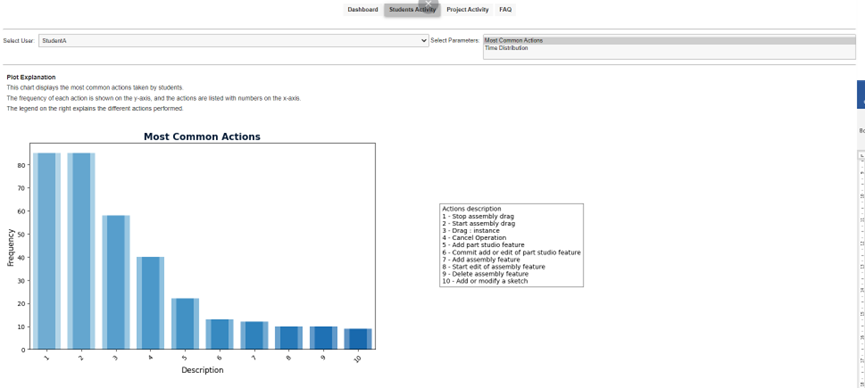 Dashboard Students Activity Project Activity FAQ
Select User: StudentA Select Parameters: Most Common Actions
Time Distribution
Plot Explanation
This chart displays the most common actions taken by students.
The frequency of each action is shown on the y-axis, and the actions are listed with numbers on the x-axis.
The legend on the right explains the different actions performed.
Most Common Actions
80
70
60
50
40
30
20
10
0
Frequency
1 2 3 4 5 6 7 8 9 10
Description
Actions description
1 - Stop assembly drag
2 - Start assembly drag
3 - Drag : instance
4 - Cancel Operation
5 - Add part studio feature
6 - Commit add or edit of part studio feature
7 - Add assembly feature
8 - Start edit of assembly feature
9 - Delete assembly feature
10 - Add or modify a sketch